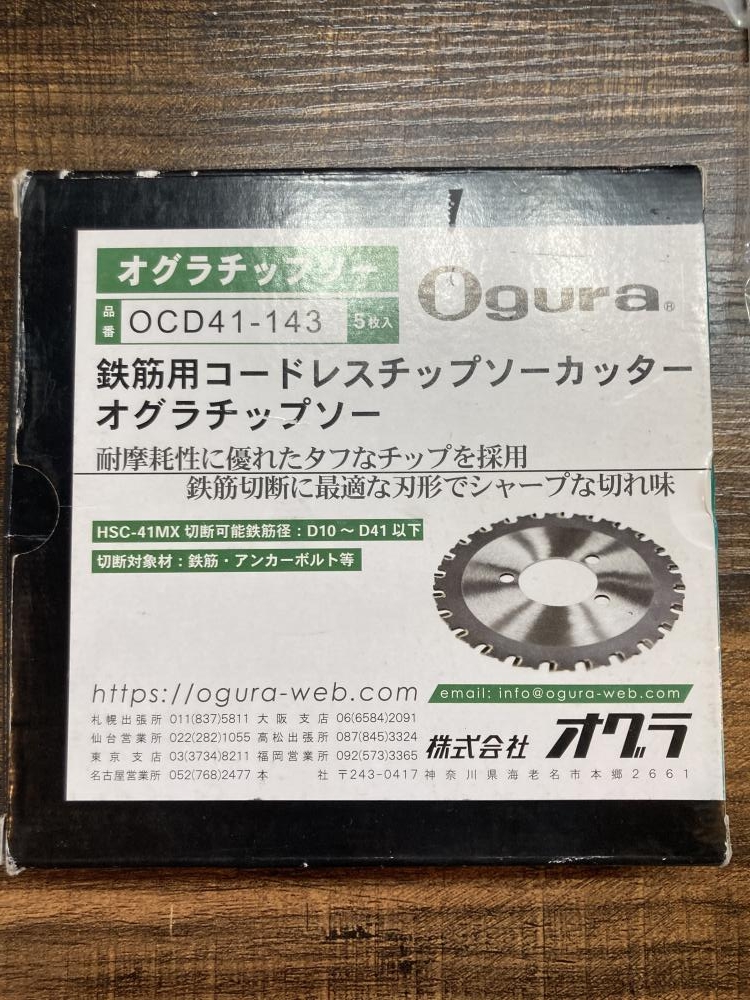 オグラチップソー
Ogura®
品番 OCD41-143 5枚入
鉄筋用コードレスチップソーカッター
オグラチップソー
耐摩耗性に優れたタフなチップを採用
鉄筋切断に最適な刃形でシャープな切れ味
HSC-41MX 切断可能鉄筋径：D10～D41以下
切断対象材：鉄筋・アンカーボルト等
https://ogura-web.com
email: info@ogura-web.com
札幌出張所 011(837)5811 大阪支店 06(6584)2091
仙台営業所 022(282)1055 高松出張所 087(845)3324
東京支店 03(3734)8211 福岡営業所 092(573)3365
株式会社 オグラ
名古屋営業所 052(768)2477 本社 〒243-0417 神奈川県海老名市本郷2661